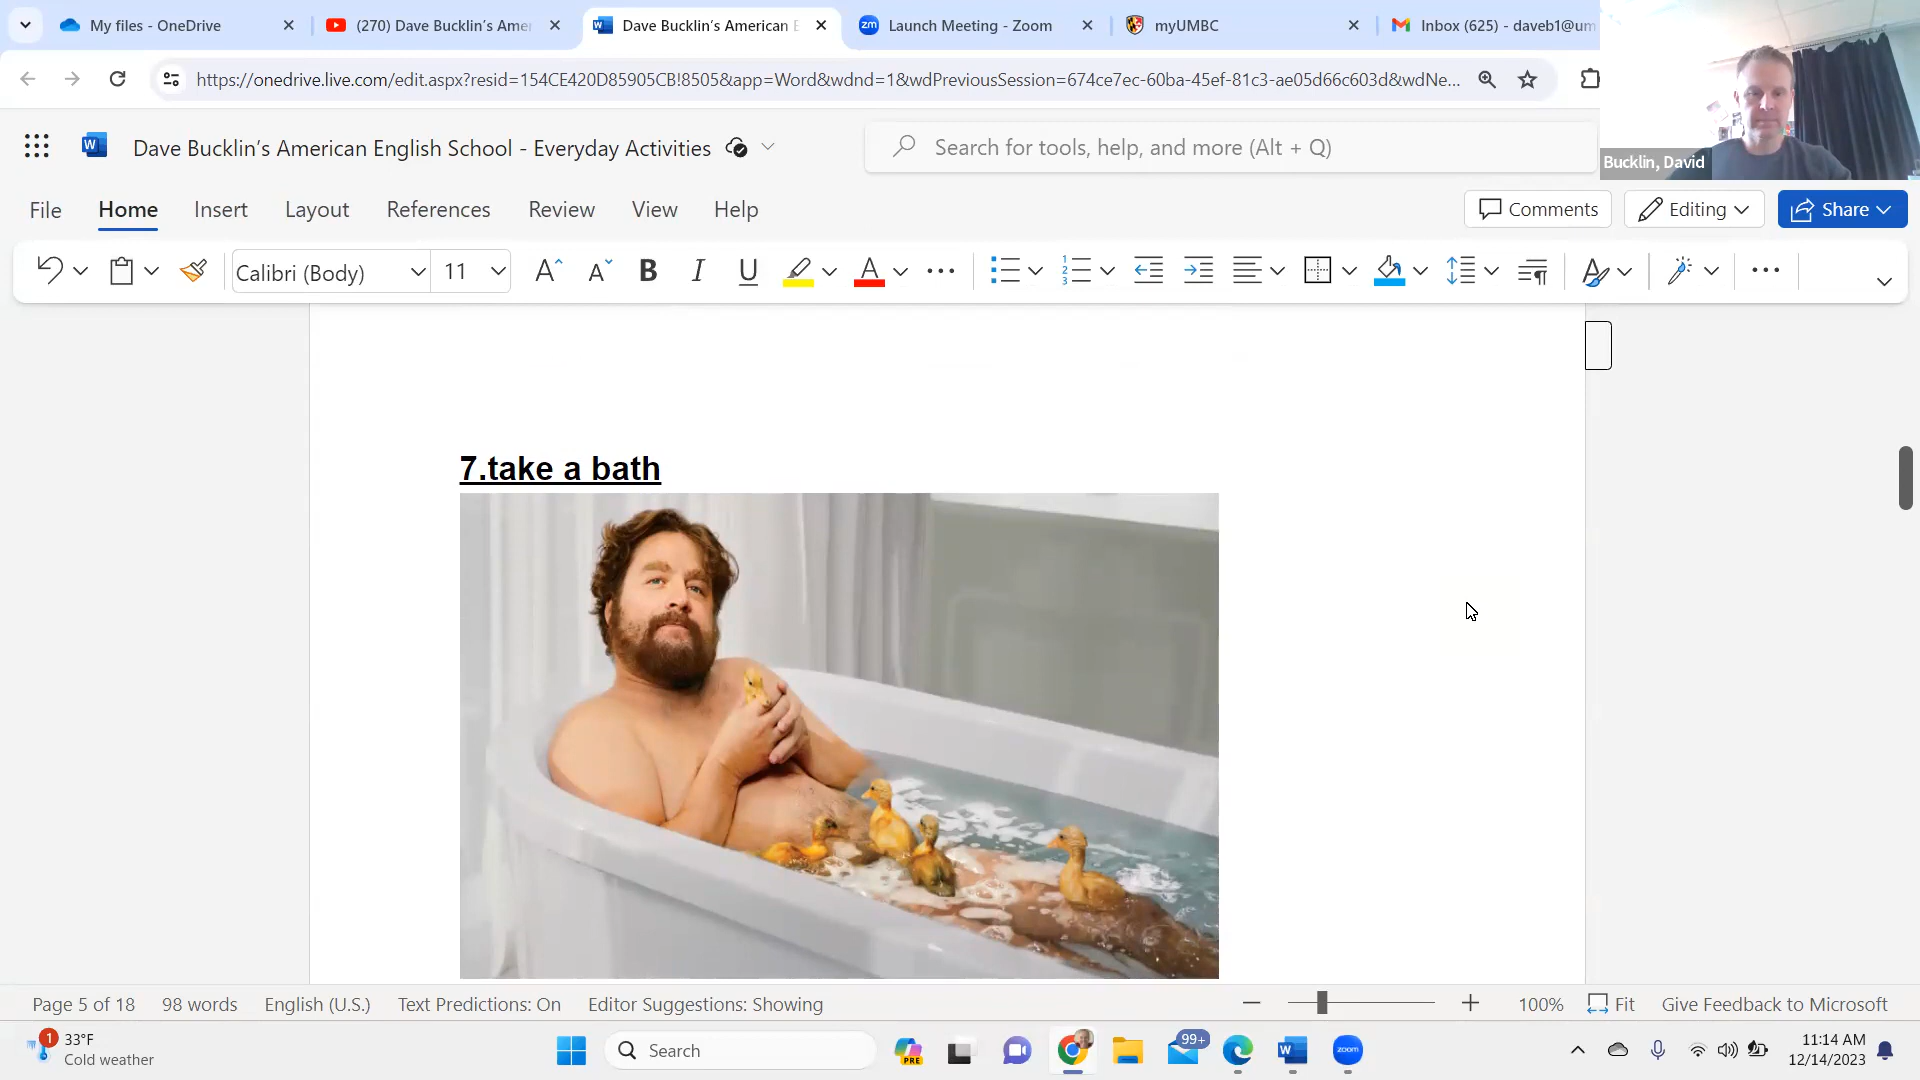 My files - OneDrive
(270) Dave Bucklin's Amer
Dave Bucklin's American E
Launch Meeting - Zoom
myUMBC
Inbox (625) - daveb1@um
https://onedrive.live.com/edit.aspx?resid=154CE420D85905CB!8505&app=Word&wdnd=1&wdPreviousSession=674ce7ec-60ba-45ef-81c3-ae05d66c603d&wdNe...
Dave Bucklin's American English School - Everyday Activities
Search for tools, help, and more (Alt + Q)
Bucklin, David
File Home Insert Layout References Review View Help
Comments
Editing
Share
Calibri (Body) 11
7.take a bath
Page 5 of 18 98 words English (U.S.) Text Predictions: On Editor Suggestions: Showing
100% Fit Give Feedback to Microsoft
1
33°F
Cold weather
Search
PRE
99+
zoom
11:14 AM
12/14/2023